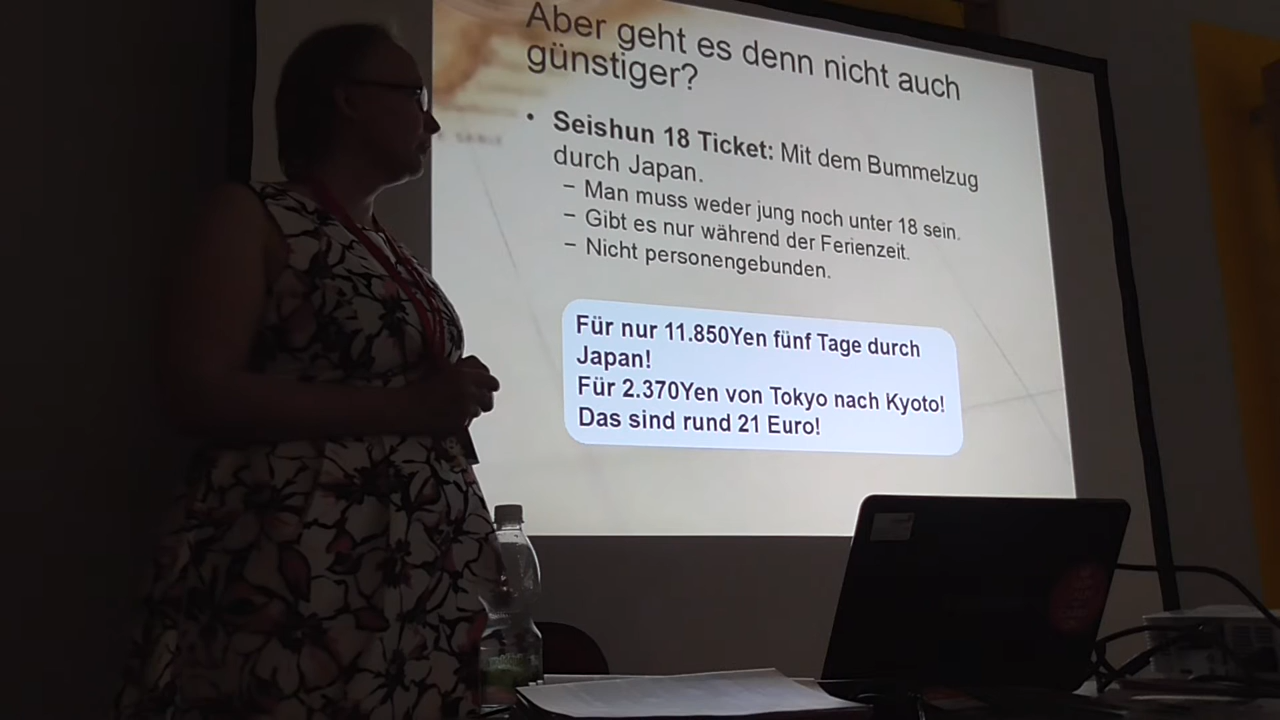 Aber geht es denn nicht auch
günstiger?
• Seishun 18 Ticket: Mit dem Bummelzug
durch Japan.
– Man muss weder jung noch unter 18 sein.
– Gibt es nur während der Ferienzeit.
– Nicht personengebunden.
Für nur 11.850Yen fünf Tage durch
Japan!
Für 2.370Yen von Tokyo nach Kyoto!
Das sind rund 21 Euro!